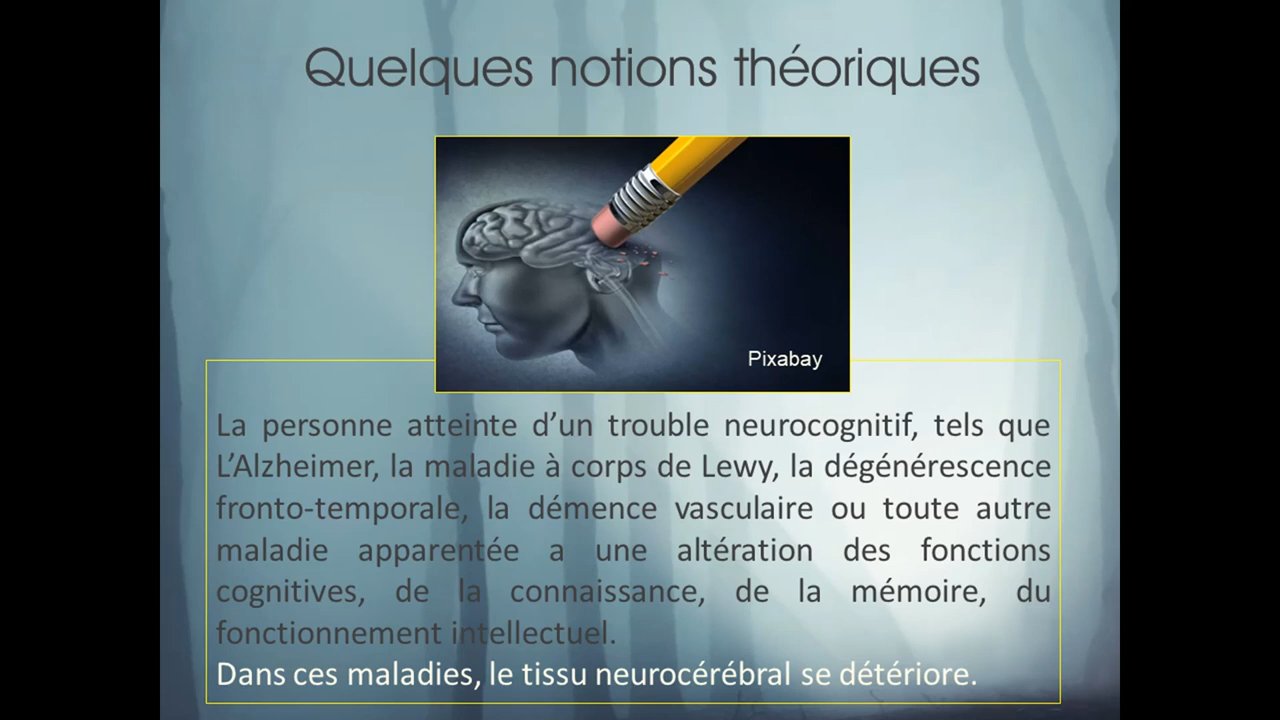 Quelques notions théoriques
Pixabay
La personne atteinte d’un trouble neurocognitif, tels que
L’Alzheimer, la maladie à corps de Lewy, la dégénérescence
fronto-temporale, la démence vasculaire ou toute autre
maladie apparentée a une altération des fonctions
cognitives, de la connaissance, de la mémoire, du
fonctionnement intellectuel.
Dans ces maladies, le tissu neurocérébral se détériore.